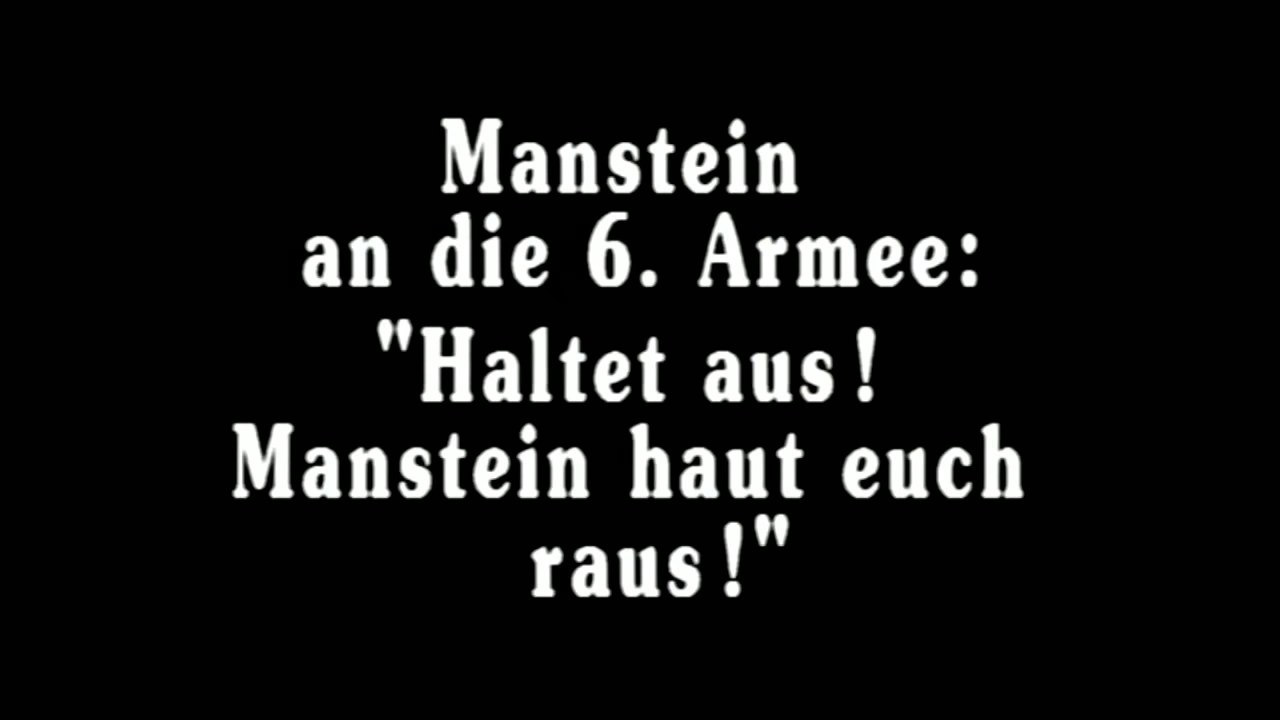 Manstein
an die 6. Armee:
"Haltet aus!
Manstein haut euch
raus!"